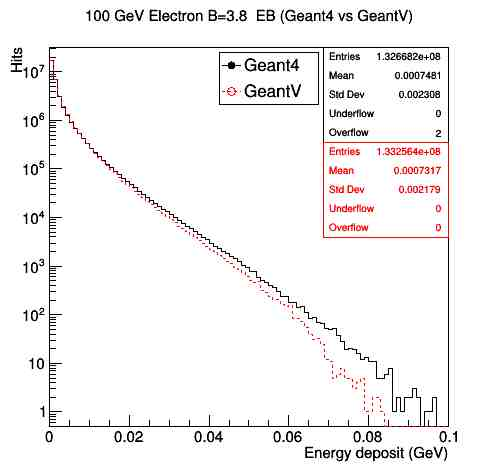 100 GeV Electron B=3.8 EB (Geant4 vs GeantV)
Hits
Geant4
GeantV
Entries 1.326682e+08
Mean 0.0007481
Std Dev 0.002308
Underflow 0
Overflow 2
Entries 1.332564e+08
Mean 0.0007317
Std Dev 0.002179
Underflow 0
Overflow 0
10^7
10^6
10^5
10^4
10^3
10^2
10
1
0 0.02 0.04 0.06 0.08 0.1
Energy deposit (GeV)